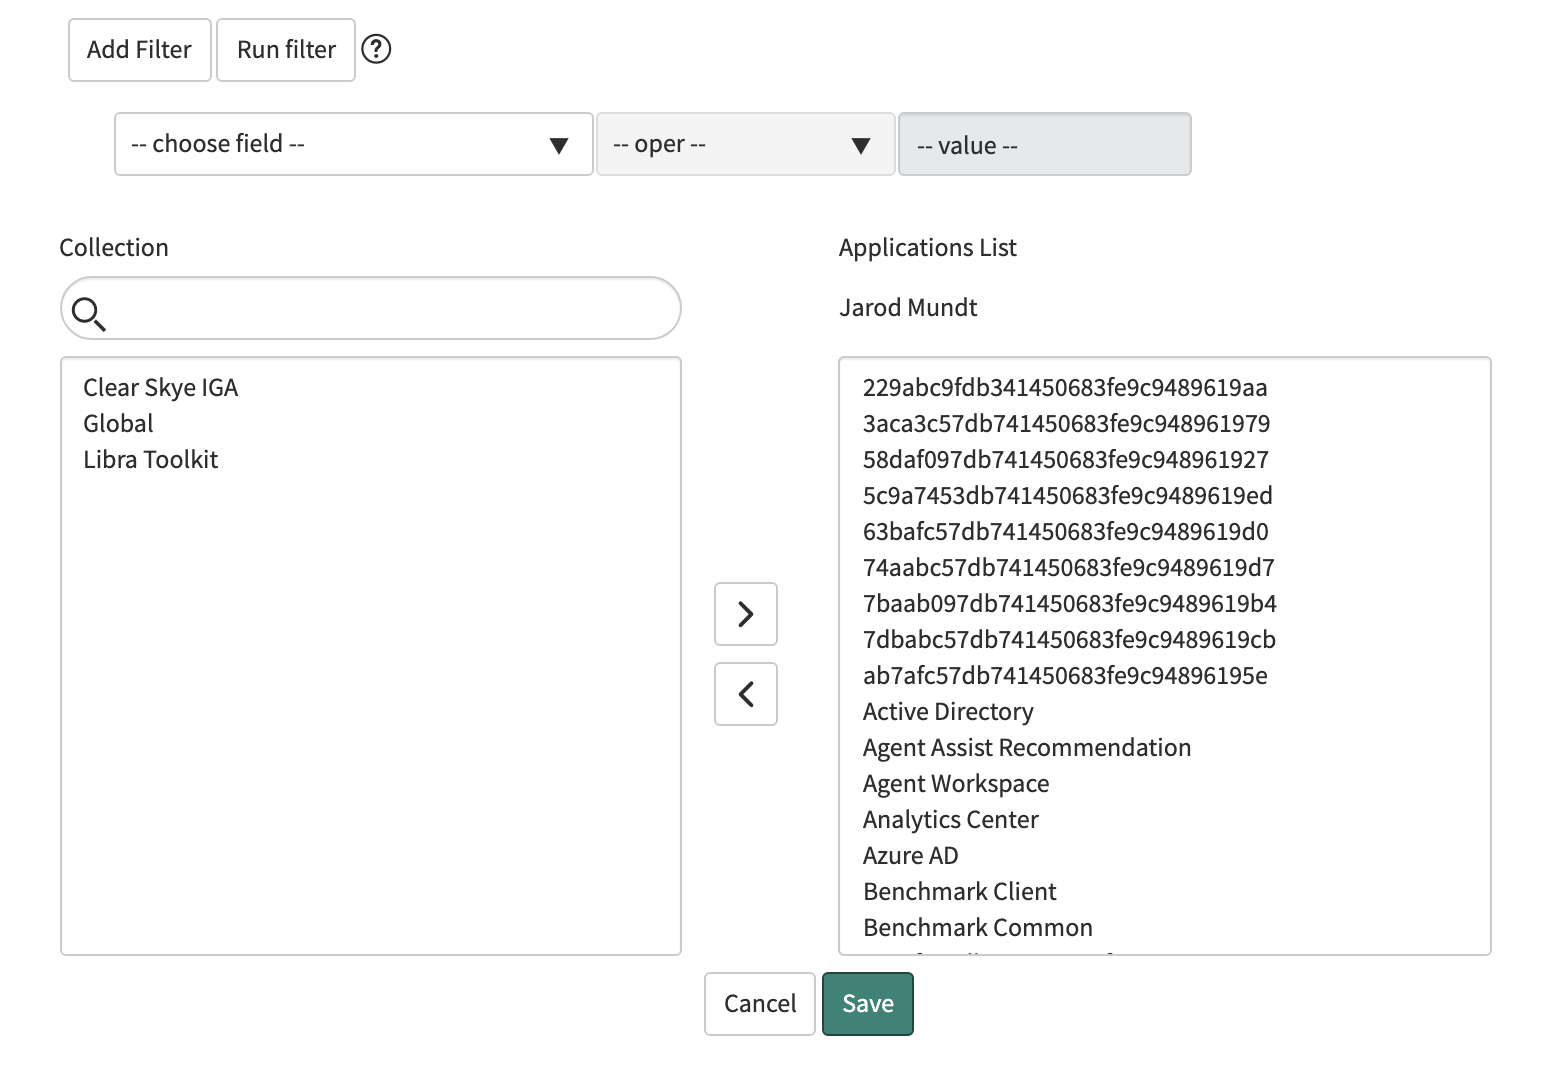 Add Filter Run filter ?
-- choose field -- -- oper -- -- value --
Collection
Applications List
Jarod Mundt
Clear Skye IGA
Global
Libra Toolkit
229abc9fdb341450683fe9c9489619aa
3aca3c57db741450683fe9c948961979
58daf097db741450683fe9c948961927
5c9a7453db741450683fe9c9489619ed
63bafc57db741450683fe9c9489619d0
74aabc57db741450683fe9c9489619d7
7baab097db741450683fe9c9489619b4
7dbabc57db741450683fe9c9489619cb
ab7afc57db741450683fe9c94896195e
Active Directory
Agent Assist Recommendation
Agent Workspace
Analytics Center
Azure AD
Benchmark Client
Benchmark Common
Cancel Save